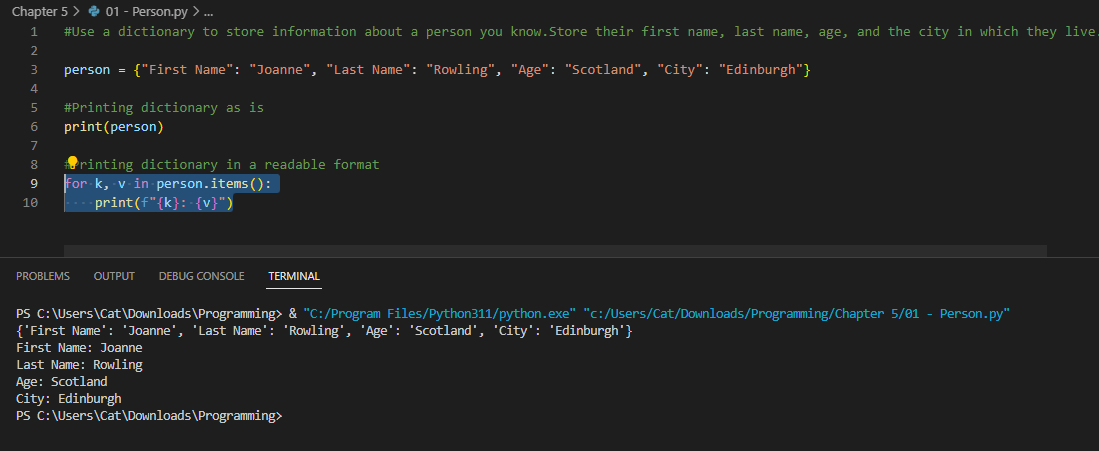 Chapter 5 > 01 - Person.py > ...
1 #Use a dictionary to store information about a person you know.Store their first name, last name, age, and the city in which they live.
2
3 person = {"First Name": "Joanne", "Last Name": "Rowling", "Age": "Scotland", "City": "Edinburgh"}
4
5 #Printing dictionary as is
6 print(person)
7
8 #Printing dictionary in a readable format
9 for k, v in person.items():
10     print(f"{k}: {v}")
PROBLEMS OUTPUT DEBUG CONSOLE TERMINAL
PS C:\Users\Cat\Downloads\Programming> & "C:/Program Files/Python311/python.exe" "c:/Users/Cat/Downloads/Programming/Chapter 5/01 - Person.py"
{'First Name': 'Joanne', 'Last Name': 'Rowling', 'Age': 'Scotland', 'City': 'Edinburgh'}
First Name: Joanne
Last Name: Rowling
Age: Scotland
City: Edinburgh
PS C:\Users\Cat\Downloads\Programming>